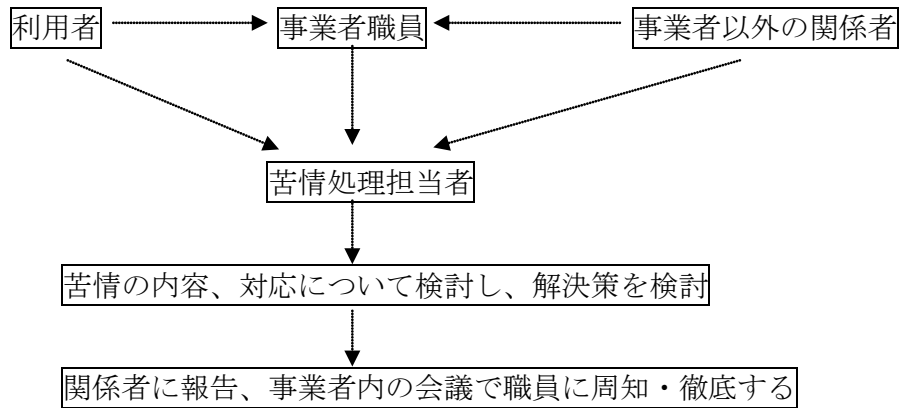 利用者
事業者職員
事業者以外の関係者
苦情処理担当者
苦情の内容、対応について検討し、解決策を検討
関係者に報告、事業者内の会議で職員に周知・徹底する